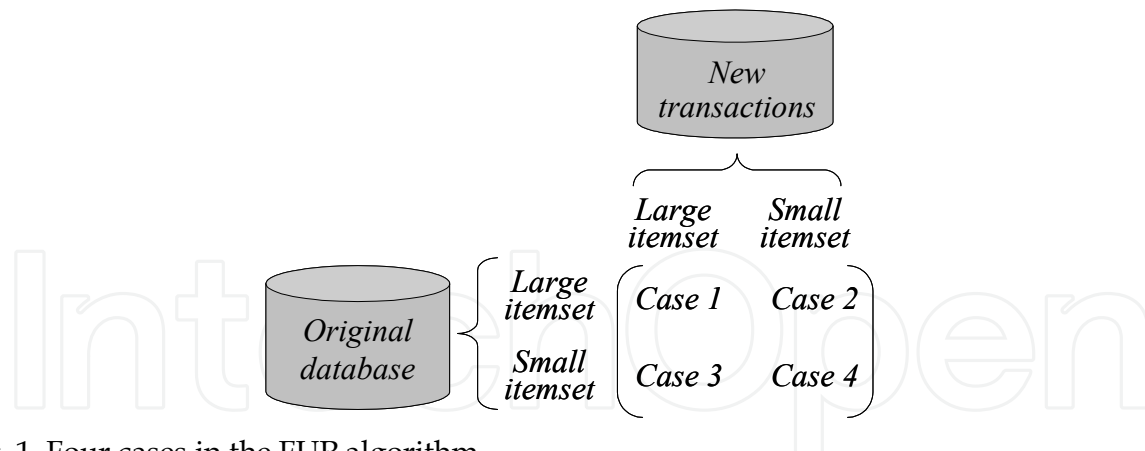 New
transactions
Large
itemset
Small
itemset
Original
database
Large
itemset
Small
itemset
Case 1 Case 2
Case 3 Case 4
IntechOpen
1. Four cases in the FUP algorithm